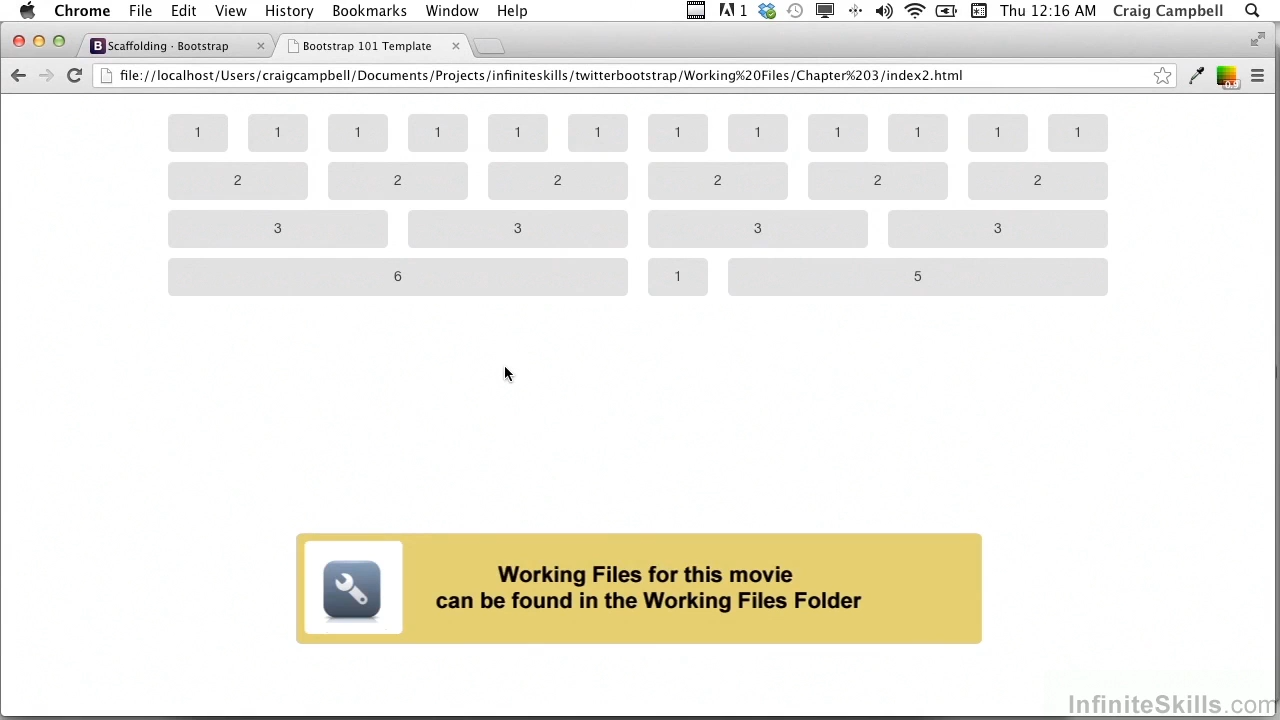 Chrome File Edit View History Bookmarks Window Help 1 Thu 12:16 AM Craig Campbell
B Scaffolding · Bootstrap × Bootstrap 101 Template ×
file://localhost/Users/craigcampbell/Documents/Projects/infiniteskills/twitterbootstrap/Working%20Files/Chapter%203/index2.html
1 1 1 1 1 1 1 1 1 1 1 1
2 2 2 2 2 2
3 3 3 3
6 1 5
Working Files for this movie
can be found in the Working Files Folder
InfiniteSkills.com